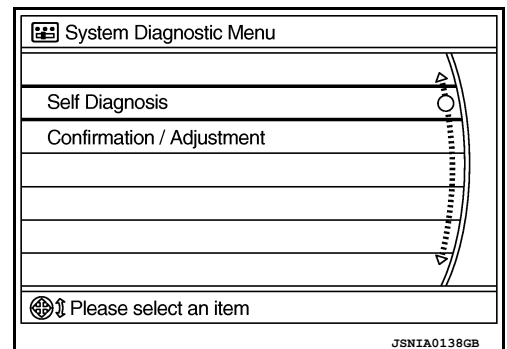 System Diagnostic Menu
Self Diagnosis
Confirmation / Adjustment
Please select an item
JSNIA0138GB